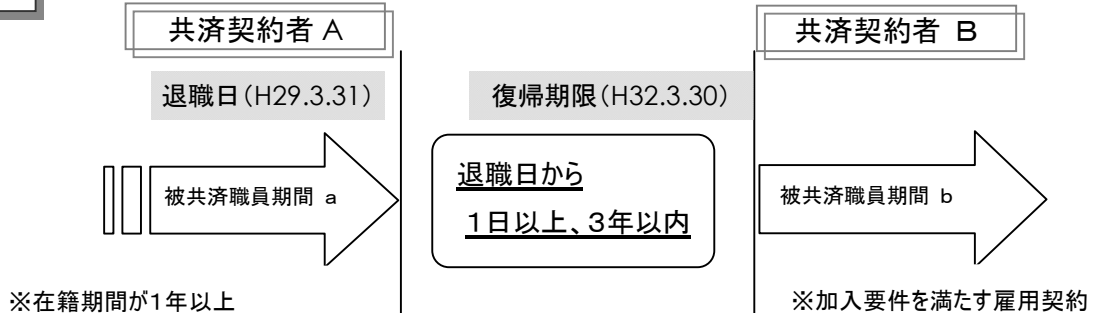 共済契約者 A
共済契約者 B
退職日(H29.3.31)
復帰期限(H32.3.30)
被共済職員期間 a
退職日から
1日以上、3年以内
被共済職員期間 b
※在籍期間が1年以上
※加入要件を満たす雇用契約